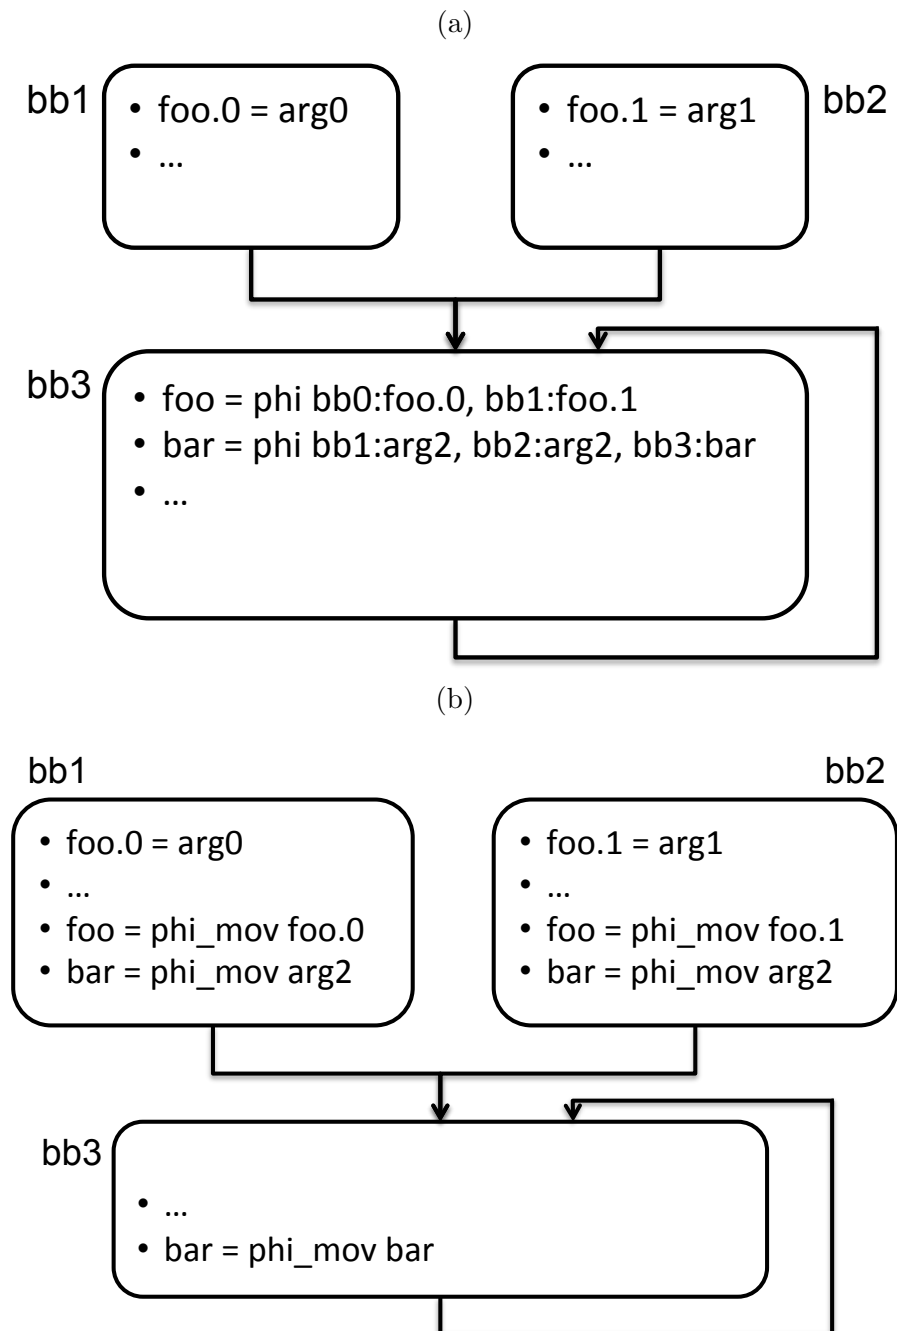 (a)
bb1
• foo.0 = arg0
• ...
bb2
• foo.1 = arg1
• ...
bb3
• foo = phi bb0:foo.0, bb1:foo.1
• bar = phi bb1:arg2, bb2:arg2, bb3:bar
• ...
(b)
bb1
• foo.0 = arg0
• ...
• foo = phi_mov foo.0
• bar = phi_mov arg2
bb2
• foo.1 = arg1
• ...
• foo = phi_mov foo.1
• bar = phi_mov arg2
bb3
• ...
• bar = phi_mov bar